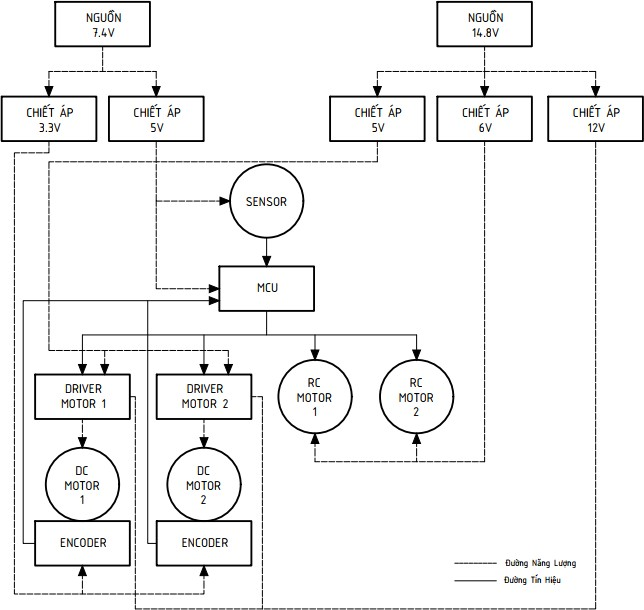 NGUỒN
7.4V
NGUỒN
14.8V
CHIẾT ÁP
3.3V
CHIẾT ÁP
5V
CHIẾT ÁP
5V
CHIẾT ÁP
6V
CHIẾT ÁP
12V
SENSOR
MCU
DRIVER
MOTOR 1
DRIVER
MOTOR 2
RC
MOTOR
1
RC
MOTOR
2
DC
MOTOR
1
DC
MOTOR
2
ENCODER
ENCODER
Đường Năng Lượng
Đường Tín Hiệu